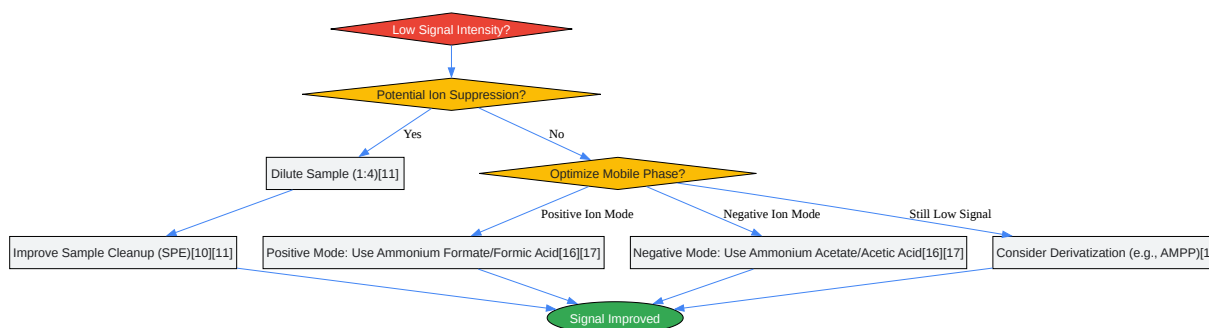 Low Signal Intensity?
Potential Ion Suppression?
Yes
No
Dilute Sample (1:4)[11]
Optimize Mobile Phase?
Positive Ion Mode
Negative Ion Mode
Still Low Signal
Improve Sample Cleanup (SPE)[10][11]
Positive Mode: Use Ammonium Formate/Formic Acid[16][17]
Negative Mode: Use Ammonium Acetate/Acetic Acid[16][17]
Consider Derivatization (e.g., AMPP)[1
Signal Improved